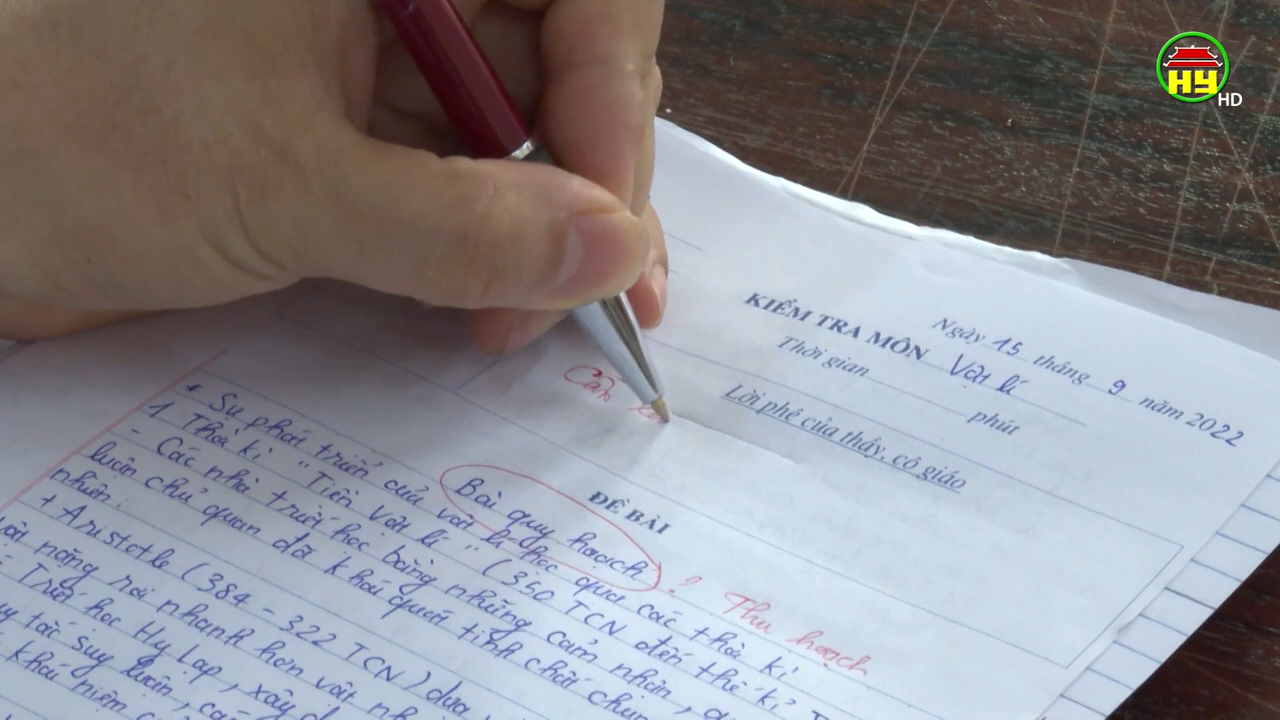 HY
HD
Ngày 15 tháng 9 năm 2022
KIỂM TRA MÔN Vật lí
Thời gian phút
Lời phê của thầy, cô giáo
Cần
ĐỀ BÀI
Bài quy hoạch ? Thu hoạch
+ Sự phát triển của vật lí học qua các thời kì
1 Thời kì "Tiền Vật lí" (350 TCN đến thế kỉ
- Các nhà triết học bằng những cảm nhận,
luận chủ quan đã khái quát tính chất chung
nhiên:
+ Aristotle (384 - 322 TCN) dựa
vật nặng rơi nhanh hơn vật
Triết học Hy Lạp, xây
tắc suy luận,
khái niệm